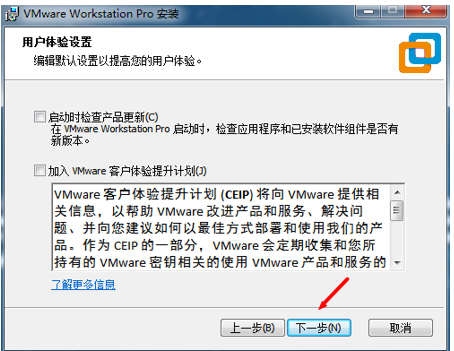 VMware Workstation Pro 安装
用户体验设置
编辑默认设置以提高您的用户体验。
启动时检查产品更新(C)
在 VMware Workstation Pro 启动时，检查应用程序和已安装软件组件是否有
新版本。
加入 VMware 客户体验提升计划(J)
VMware 客户体验提升计划 (CEIP) 将向 VMware 提供相
关信息，以帮助 VMware 改进产品和服务、解决问
题、并向您建议如何以最佳方式部署和使用我们的产
品。作为 CEIP 的一部分，VMware 会定期收集和您所
持有的 VMware 密钥相关的使用 VMware 产品和服务的
了解更多信息
上一步(B) 下一步(N) 取消